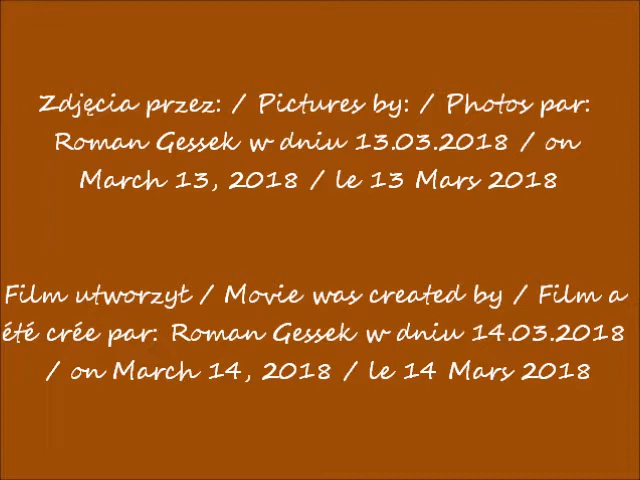 Zdjęcia przez: / Pictures by: / Photos par:
Roman Gessek w dniu 13.03.2018 / on
March 13, 2018 / le 13 Mars 2018
Film utworzył / Movie was created by / Film a
été crée par: Roman Gessek w dniu 14.03.2018
/ on March 14, 2018 / le 14 Mars 2018